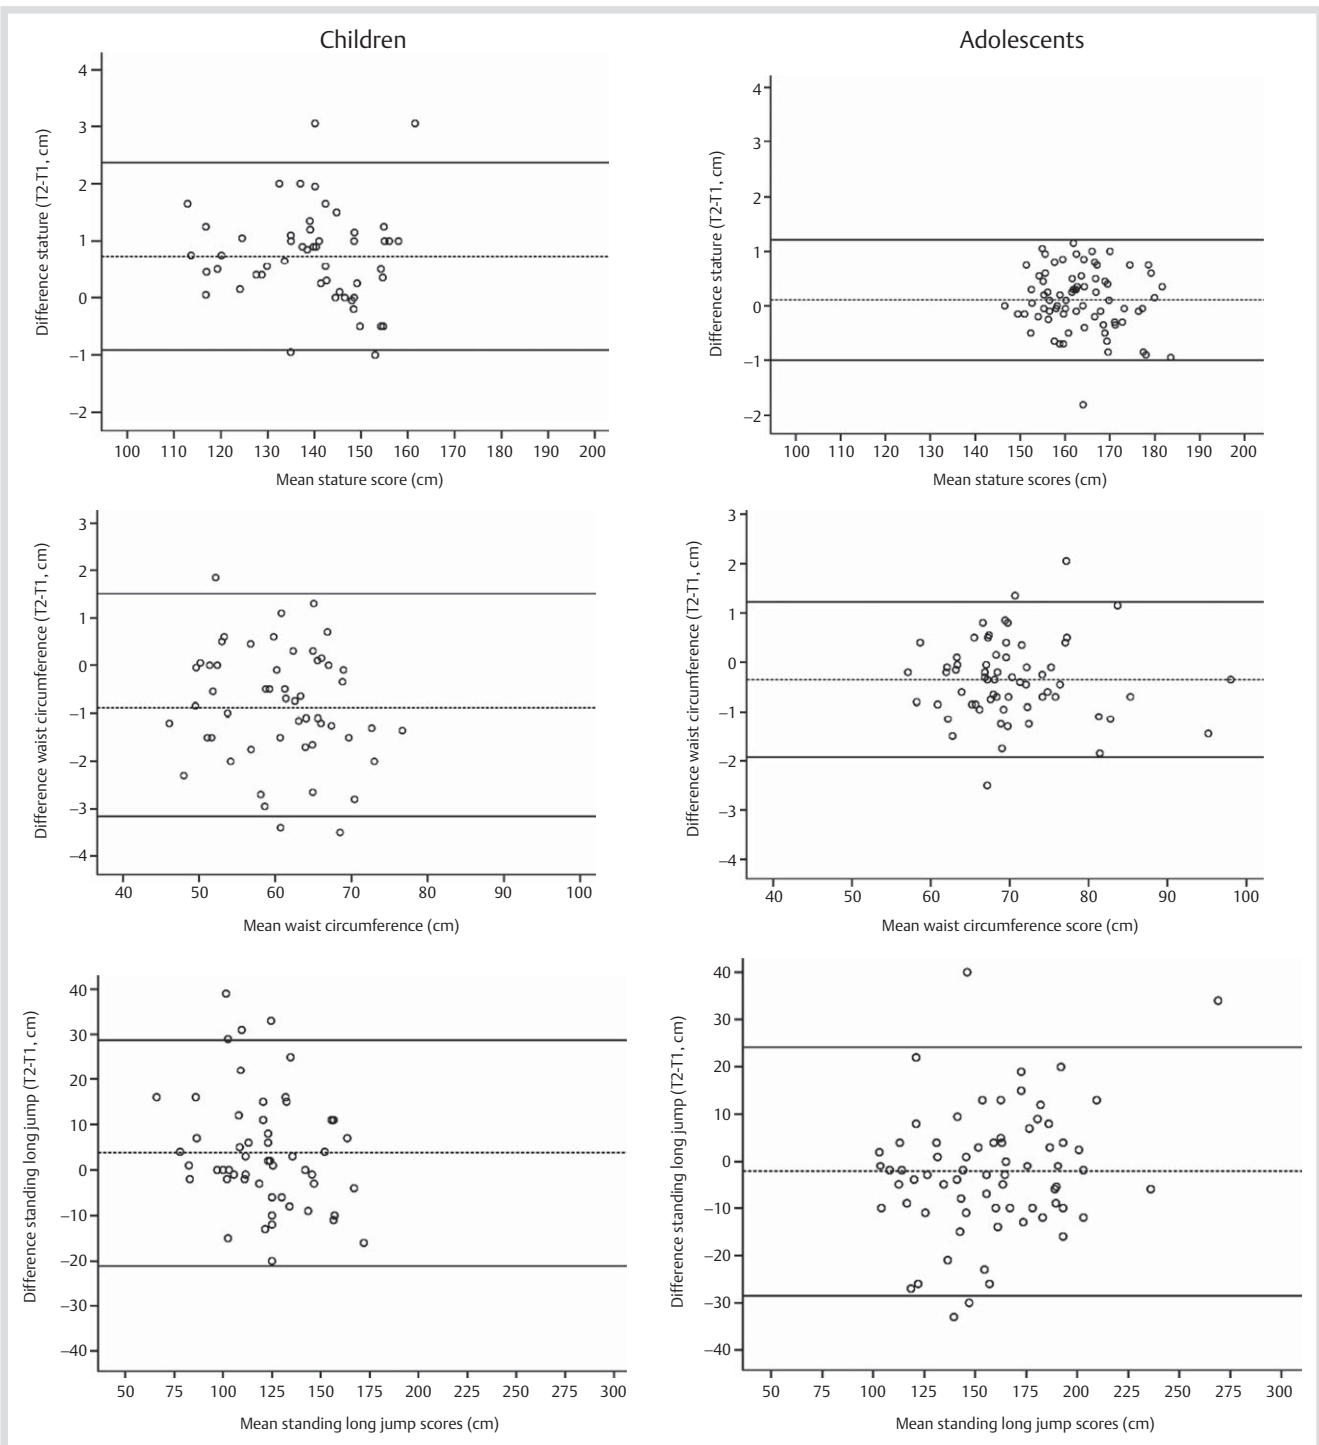 Children
Adolescents
Difference stature (T2-T1, cm)
4
3
2
1
0
−1
−2
100 110 120 130 140 150 160 170 180 190 200
Mean stature score (cm)
Difference stature (T2-T1, cm)
4
3
2
1
0
−1
−2
100 110 120 130 140 150 160 170 180 190 200
Mean stature scores (cm)
Difference waist circumference (T2-T1, cm)
3
2
1
0
−1
−2
−3
−4
40 50 60 70 80 90 100
Mean waist circumference (cm)
Difference waist circumference (T2-T1, cm)
3
2
1
0
−1
−2
−3
−4
40 50 60 70 80 90 100
Mean waist circumference score (cm)
Difference standing long jump (T2-T1, cm)
40
30
20
10
0
−10
−20
−30
−40
50 75 100 125 150 175 200 225 250 275 300
Mean standing long jump scores (cm)
Difference standing long jump (T2-T1, cm)
40
30
20
10
0
−10
−20
−30
−40
50 75 100 125 150 175 200 225 250 275 300
Mean standing long jump scores (cm)